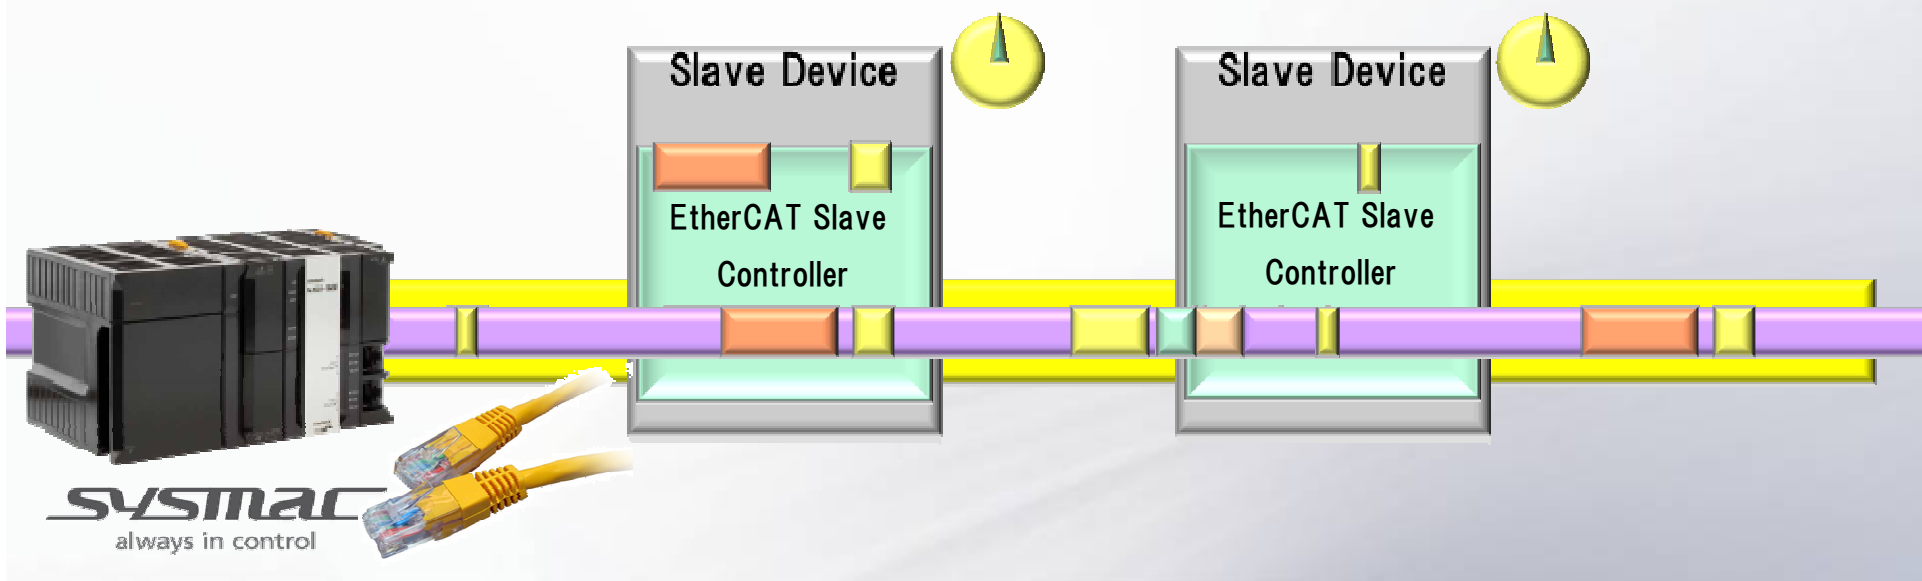 Slave Device
EtherCAT Slave
Controller
Slave Device
EtherCAT Slave
Controller
sysmac
always in control